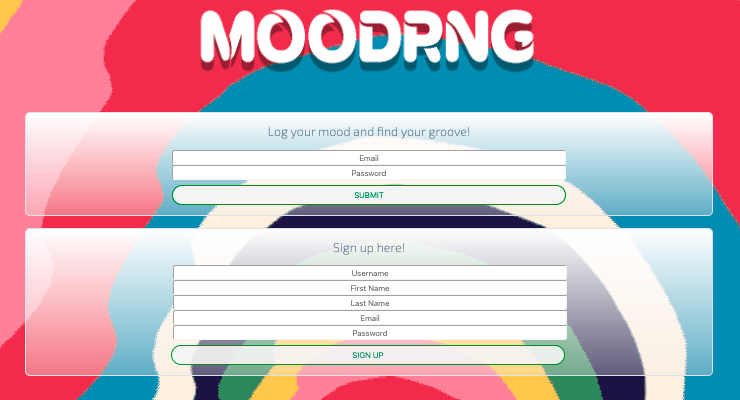 MOODRNG
Log your mood and find your groove!
Email
Password
SUBMIT
Sign up here!
Username
First Name
Last Name
Email
Password
SIGN UP